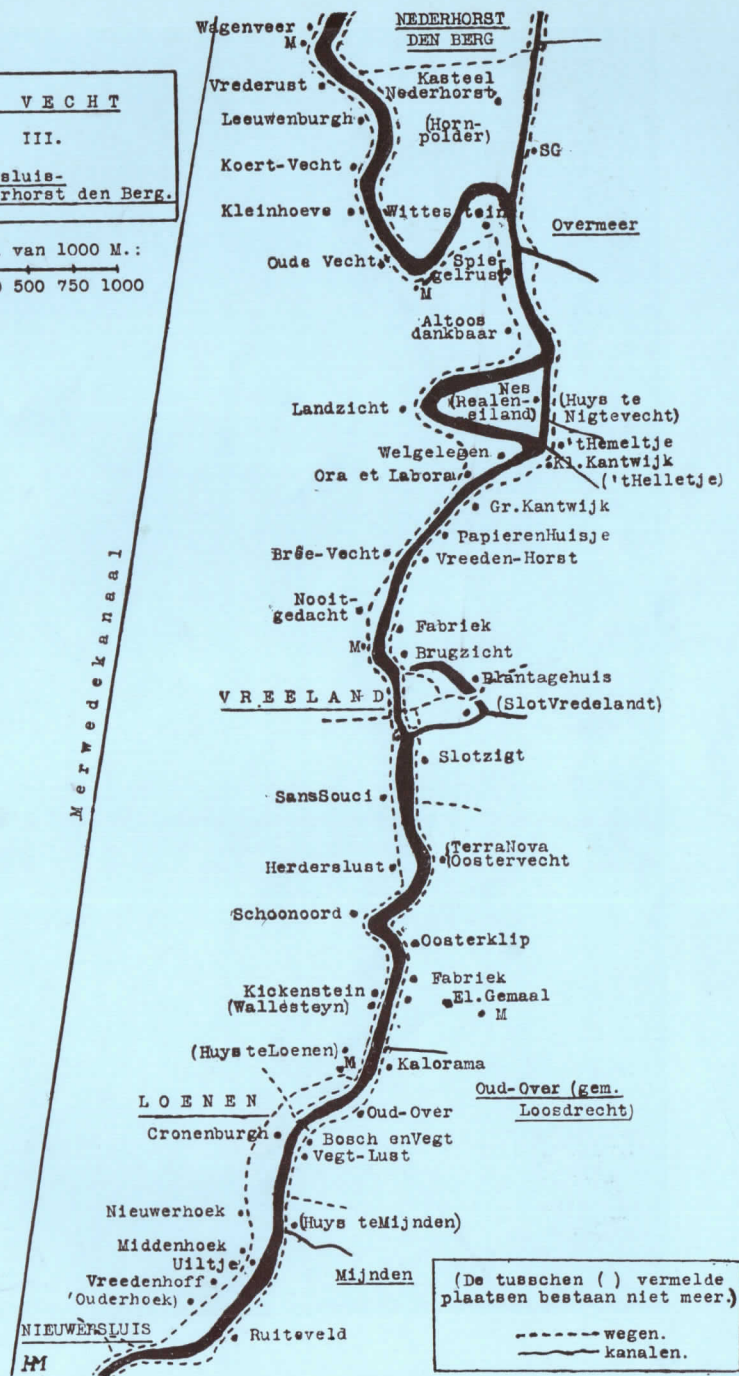 VECHT
III.
sluis-
rhorst den Berg.
van 1000 M.:
500 750 1000
Wagenveer
M
NEDERHORST
DEN BERG
Vrederust
Kasteel
Nederhorst
Leeuwenburgh
(Horn-
polder)
SG
Koert-Vecht
Kleinhoeve
Wittestein
Overmeer
Oude Vecht
Spie-
gelrust
M
Altoos
dankbaar
Landzicht
Nes
(Realen-
eiland)
(Huys te
Nigtevecht)
Welgelegen
'tHemeltje
Kl.Kantwijk
Ora et Labora
('tHelletje)
Gr.Kantwijk
PapierenHuisje
Brêe-Vecht
Vreeden-Horst
Nooit-
gedacht
Fabriek
M
Brugzicht
Plantagehuis
VREELAND
(SlotVredelandt)
Merwedekanaal
Slotzigt
SansSouci
(TerraNova
(Oostervecht
Herderslust
Schoonoord
Oosterklip
Fabriek
Kickenstein
(Wallesteyn)
El.Gemaal
M
(Huys teLoenen)
M
Kalorama
Oud-Over (gem.
Loosdrecht)
LOENEN
Oud-Over
Cronenburgh
Bosch enVegt
Vegt-Lust
Nieuwerhoek
(Huys teMijnden)
Middenhoek
Uiltje
Mijnden
Vreedenhoff
'Ouderhoek)
NIEUWERSLUIS
Ruiteveld
HM
(De tusschen () vermelde
plaatsen bestaan niet meer.)
wegen.
kanalen.